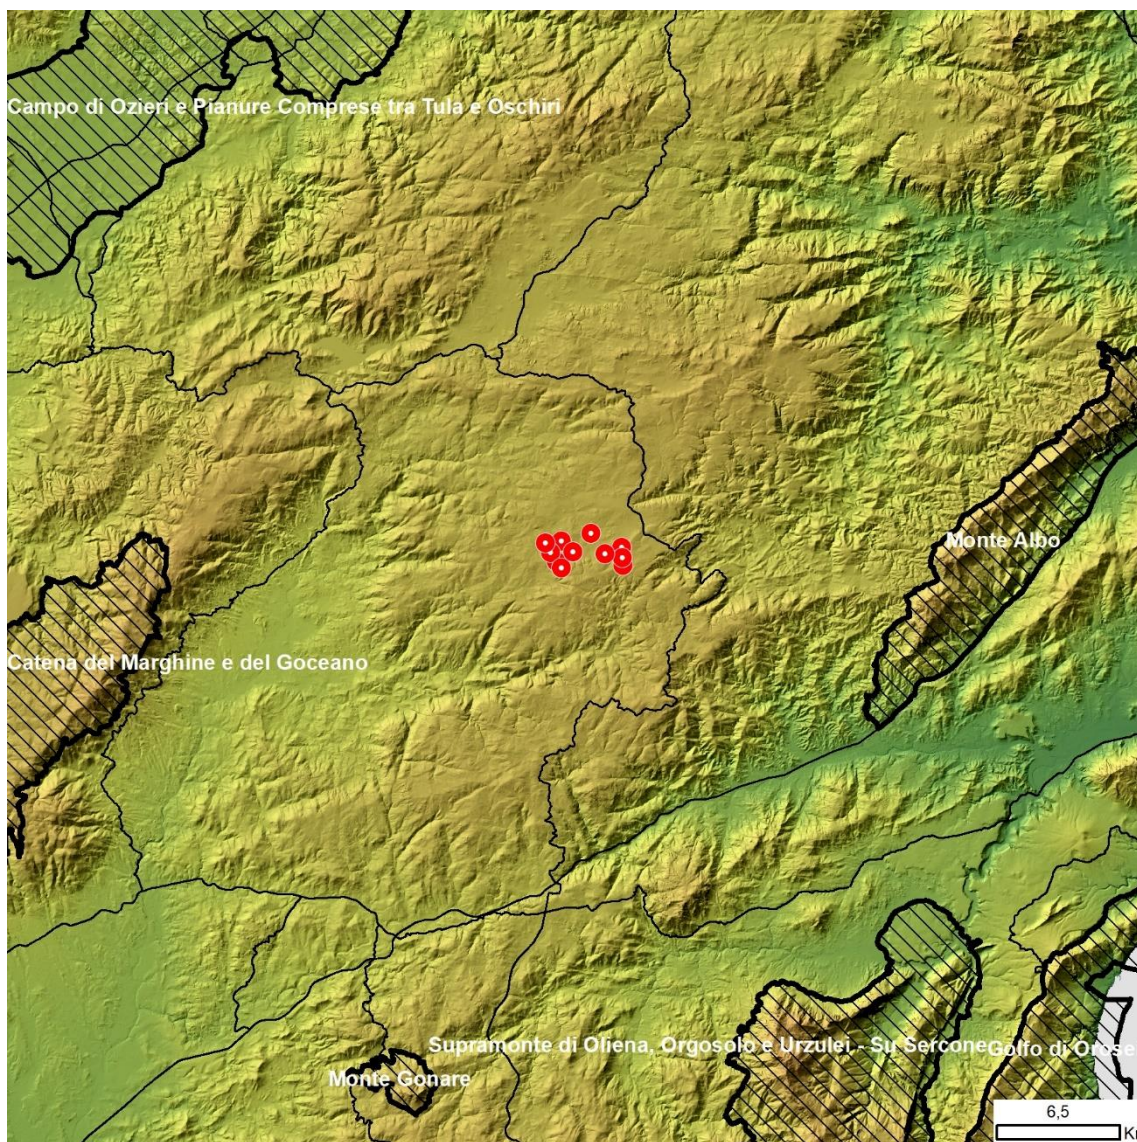 Campo di Ozieri e Pianure Comprese tra Tula e Oschiri
Monte Albo
Catena del Marghine e del Goceano
Supramonte di Oliena, Orgosolo e Urzulei - Su Sercone
Golfo di Orose
Monte Gonare
6,5